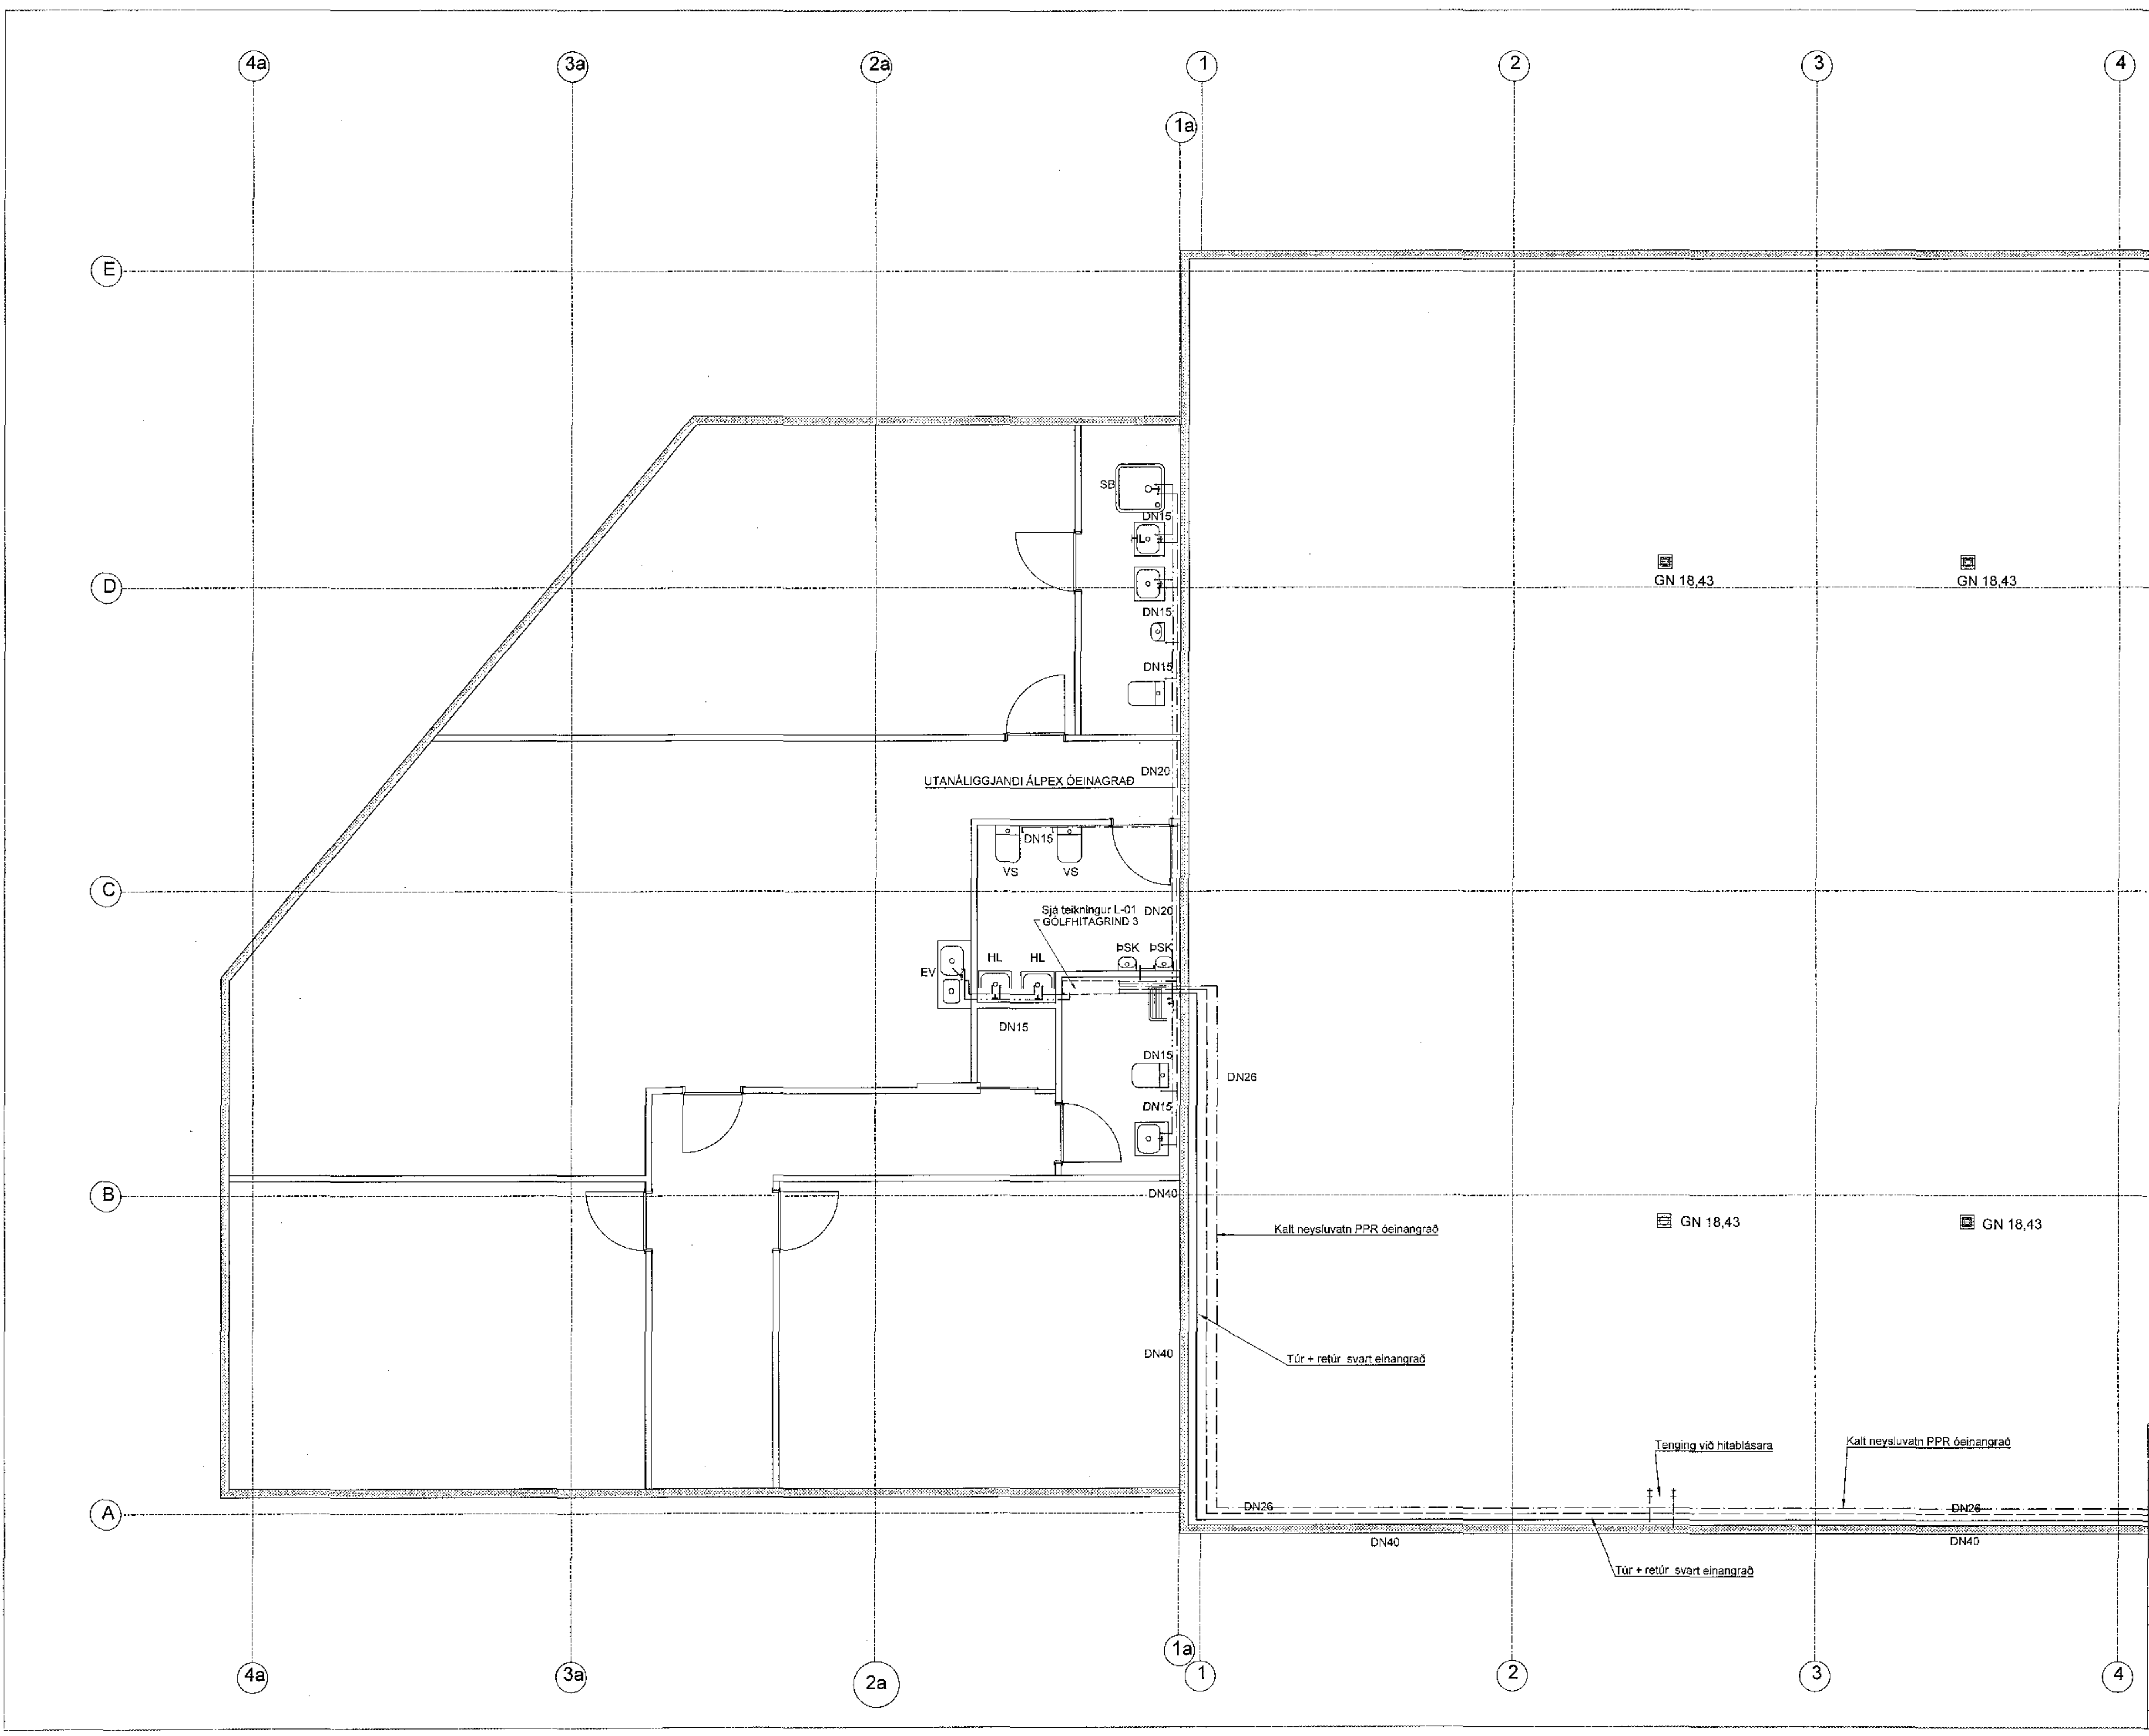 4a 3a 2a 1 2 3 4
1a
E
SB
DN15
HL
D
GN 18,43 GN 18,43
DN15
DN15
DN20
UTANÁLIGGJANDI ÁLPEX ÓEINAGRAÐ
DN15
VS VS
C
Sjá teikningur L-01 DN20
GÓLFHITAGRIND 3
ÞSK ÞSK
HL HL
EV
DN15
DN15
DN26
DN15
B
DN40
GN 18,43 GN 18,43
Kalt neysluvatn PPR óeinangrað
DN40
Túr + retúr svart einangrað
Tenging við hitablásara
Kalt neysluvatn PPR óeinangrað
A
DN26 DN26
DN40 DN40
Túr + retúr svart einangrað
1a
4a 3a 2a 1 2 3 4